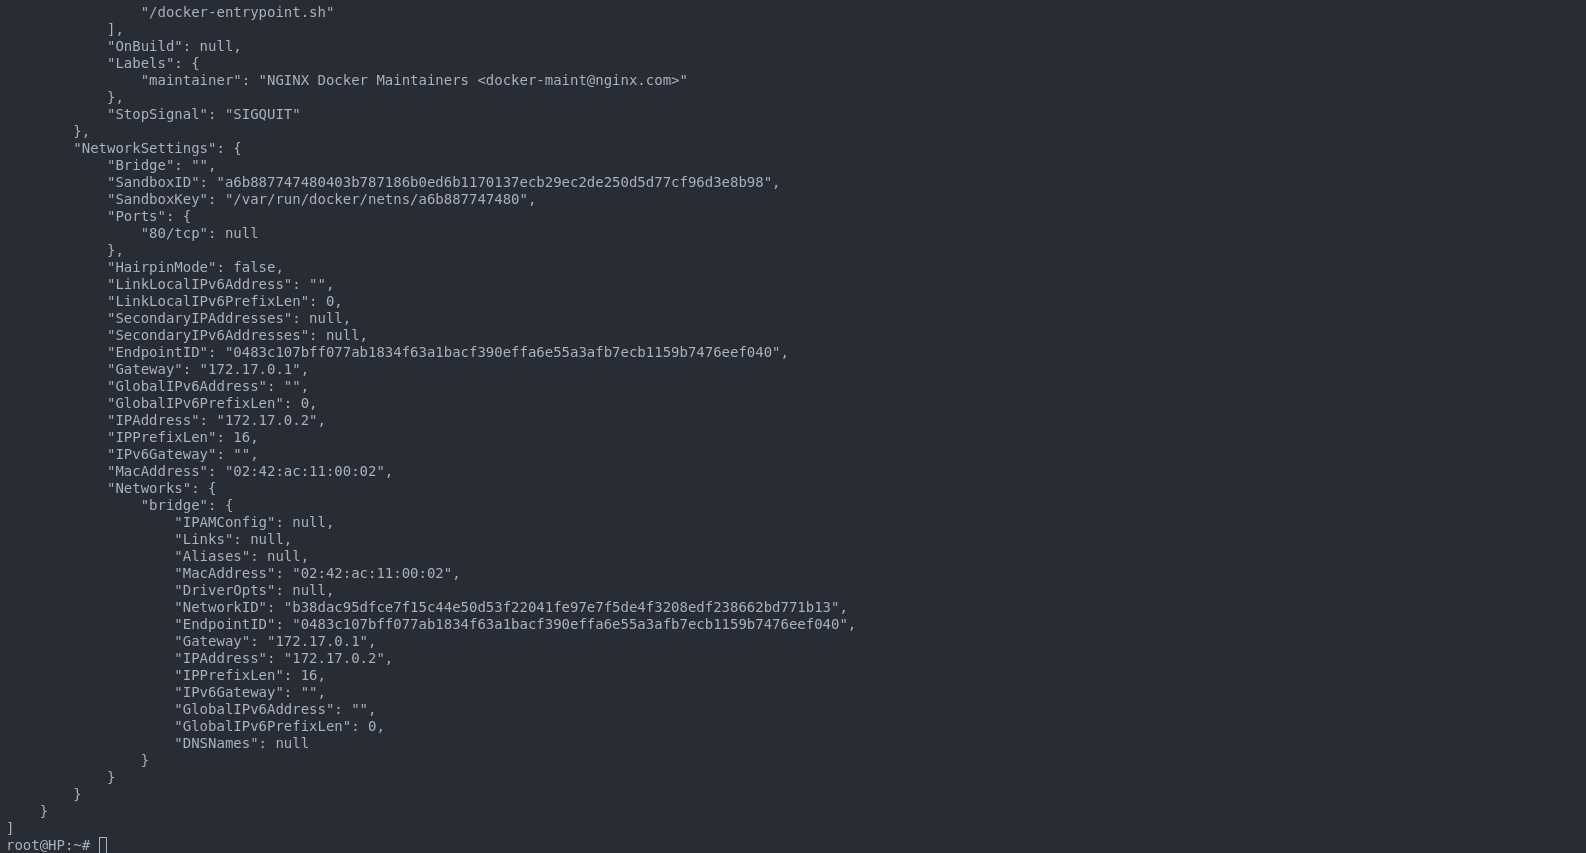 "/docker-entrypoint.sh"
            ],
            "OnBuild": null,
            "Labels": {
                "maintainer": "NGINX Docker Maintainers <docker-maint@nginx.com>"
            },
            "StopSignal": "SIGQUIT"
        },
        "NetworkSettings": {
            "Bridge": "",
            "SandboxID": "a6b887747480403b787186b0ed6b1170137ecb29ec2de250d5d77cf96d3e8b98",
            "SandboxKey": "/var/run/docker/netns/a6b887747480",
            "Ports": {
                "80/tcp": null
            },
            "HairpinMode": false,
            "LinkLocalIPv6Address": "",
            "LinkLocalIPv6PrefixLen": 0,
            "SecondaryIPAddresses": null,
            "SecondaryIPv6Addresses": null,
            "EndpointID": "0483c107bff077ab1834f63a1bacf390effa6e55a3afb7ecb1159b7476eef040",
            "Gateway": "172.17.0.1",
            "GlobalIPv6Address": "",
            "GlobalIPv6PrefixLen": 0,
            "IPAddress": "172.17.0.2",
            "IPPrefixLen": 16,
            "IPv6Gateway": "",
            "MacAddress": "02:42:ac:11:00:02",
            "Networks": {
                "bridge": {
                    "IPAMConfig": null,
                    "Links": null,
                    "Aliases": null,
                    "MacAddress": "02:42:ac:11:00:02",
                    "DriverOpts": null,
                    "NetworkID": "b38dac95dfce7f15c44e50d53f22041fe97e7f5de4f3208edf238662bd771b13",
                    "EndpointID": "0483c107bff077ab1834f63a1bacf390effa6e55a3afb7ecb1159b7476eef040",
                    "Gateway": "172.17.0.1",
                    "IPAddress": "172.17.0.2",
                    "IPPrefixLen": 16,
                    "IPv6Gateway": "",
                    "GlobalIPv6Address": "",
                    "GlobalIPv6PrefixLen": 0,
                    "DNSNames": null
                }
            }
        }
    }
]
root@HP:~#